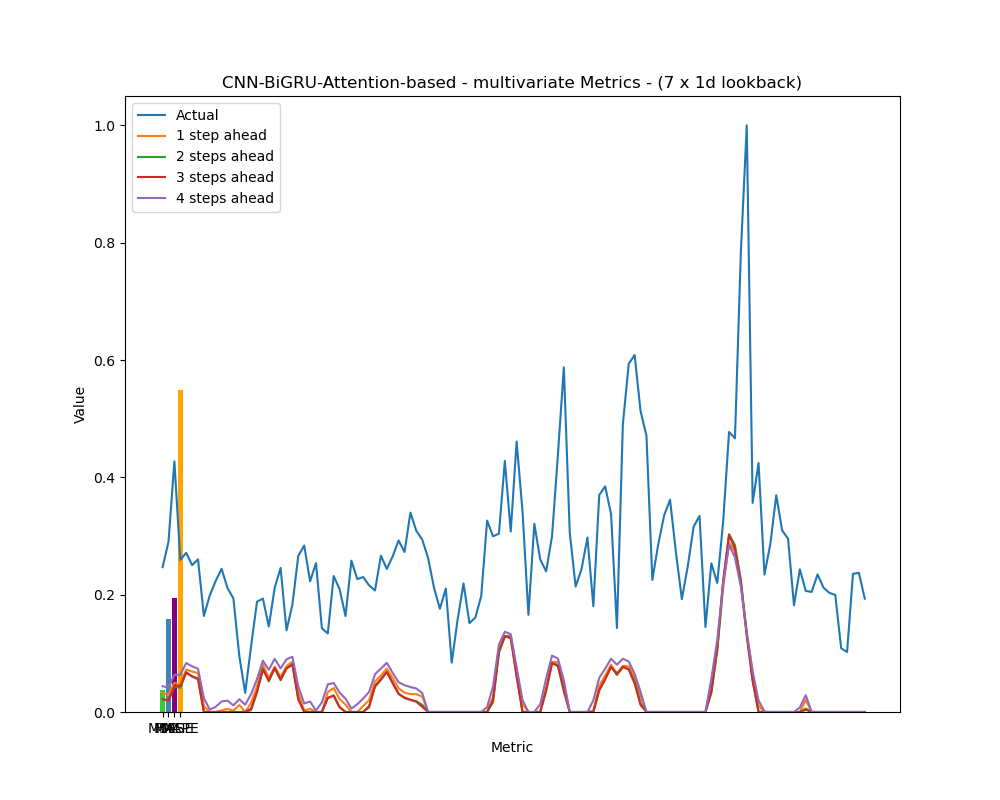 CNN-BiGRU-Attention-based - multivariate Metrics - (7 x 1d lookback)
Actual
1 step ahead
2 steps ahead
3 steps ahead
4 steps ahead
1.0
0.8
0.6
0.4
0.2
0.0
Value
Metric